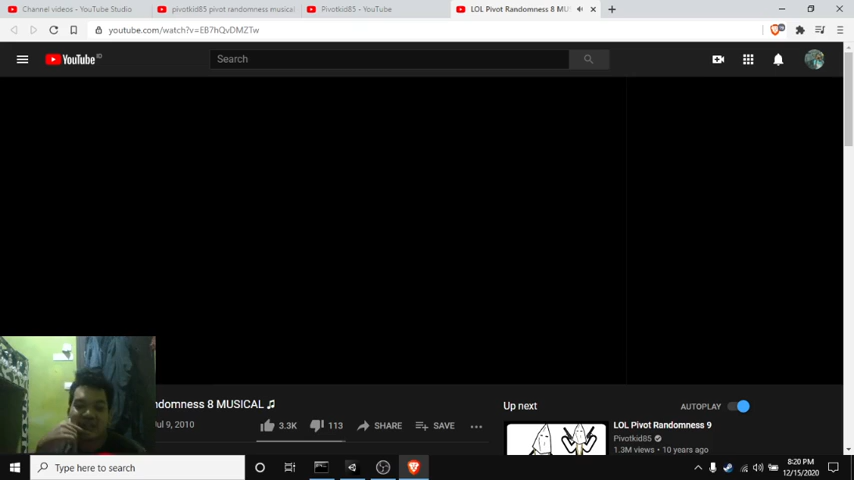 Channel videos - YouTube Studio
pivotkid85 pivot randomness musical
Pivotkid85 - YouTube
LOL Pivot Randomness 8 MUS
youtube.com/watch?v=EB7hQvDMZTw
YouTube ID
Search
ndomness 8 MUSICAL ♫
Jul 9, 2010
3.3K
113
SHARE
SAVE
Up next
AUTOPLAY
LOL Pivot Randomness 9
Pivotkid85
1.3M views • 10 years ago
Type here to search
8:20 PM
12/15/2020